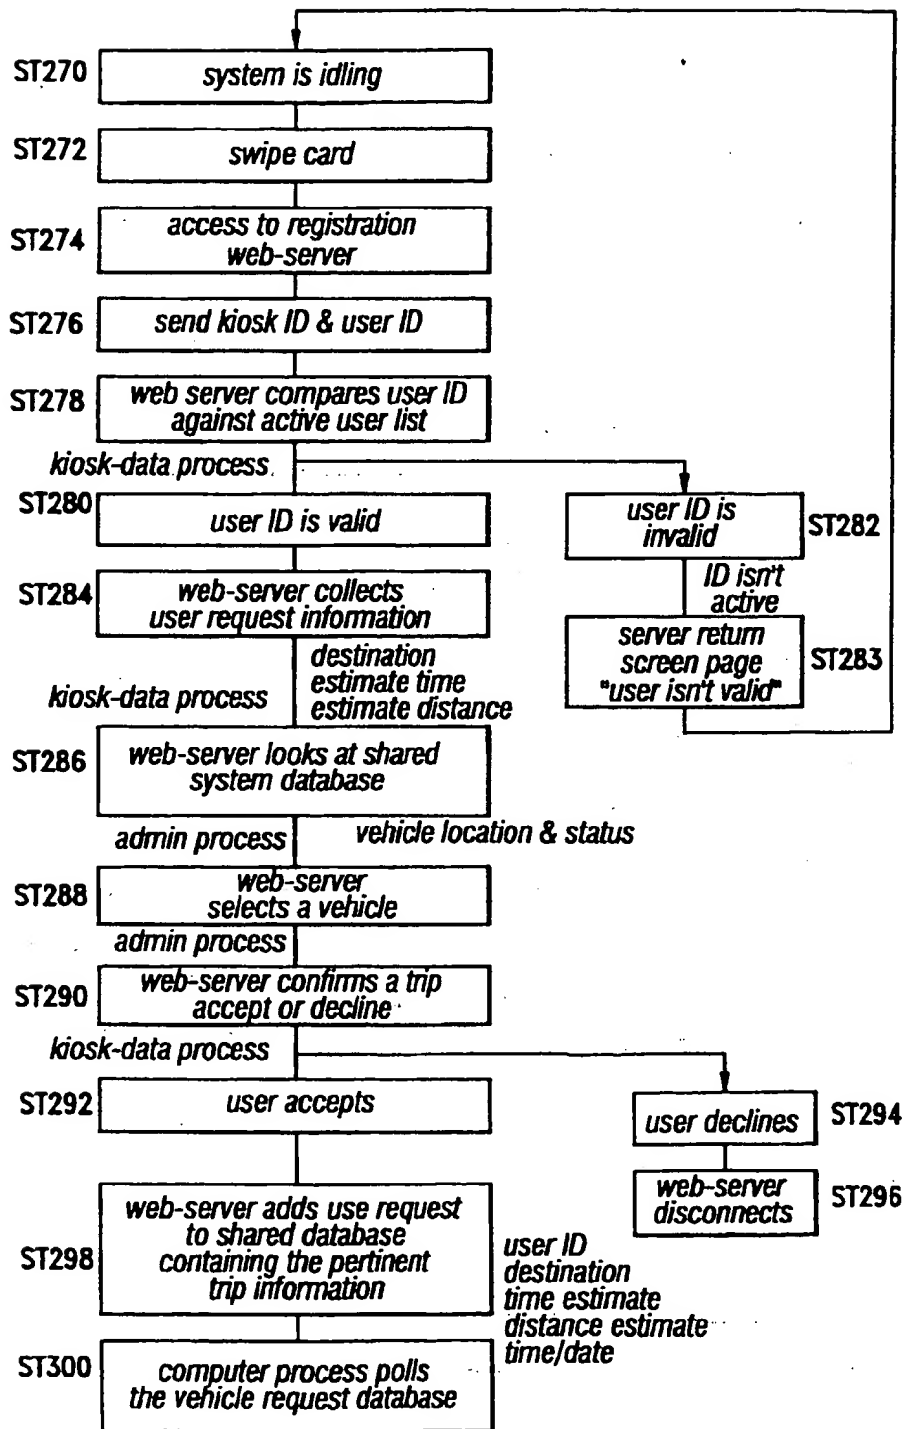 ST270
system is idling
ST272
swipe card
ST274
access to registration
web-server
ST276
send kiosk ID & user ID
ST278
web server compares user ID
against active user list
kiosk-data process
ST280
user ID is valid
user ID is
invalid
ST282
ST284
web-server collects
user request information
ID isn't
active
server return
screen page
"user isn't valid"
ST283
destination
estimate time
estimate distance
kiosk-data process
ST286
web-server looks at shared
system database
admin process
vehicle location & status
ST288
web-server
selects a vehicle
admin process
ST290
web-server confirms a trip
accept or decline
kiosk-data process
ST292
user accepts
user declines
ST294
web-server
disconnects
ST296
ST298
web-server adds use request
to shared database
containing the pertinent
trip information
user ID
destination
time estimate
distance estimate
time/date
ST300
computer process polls
the vehicle request database